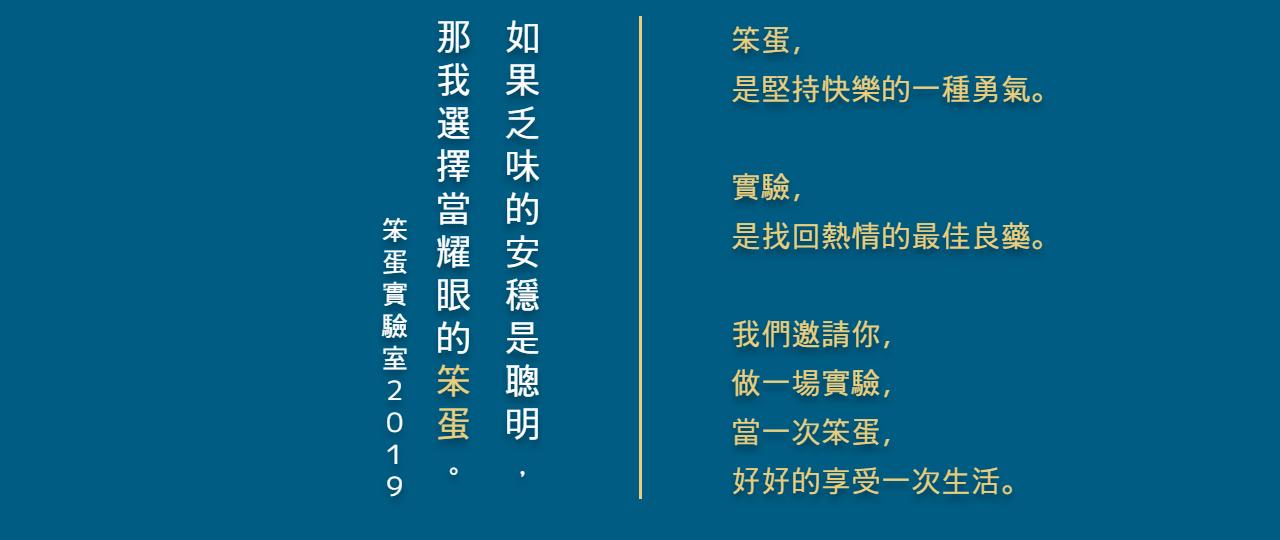 如果乏味的安穩是聰明，
那我選擇當耀眼的笨蛋。
笨蛋實驗室2019
笨蛋，
是堅持快樂的一種勇氣。
實驗，
是找回熱情的最佳良藥。
我們邀請你，
做一場實驗，
當一次笨蛋，
好好的享受一次生活。